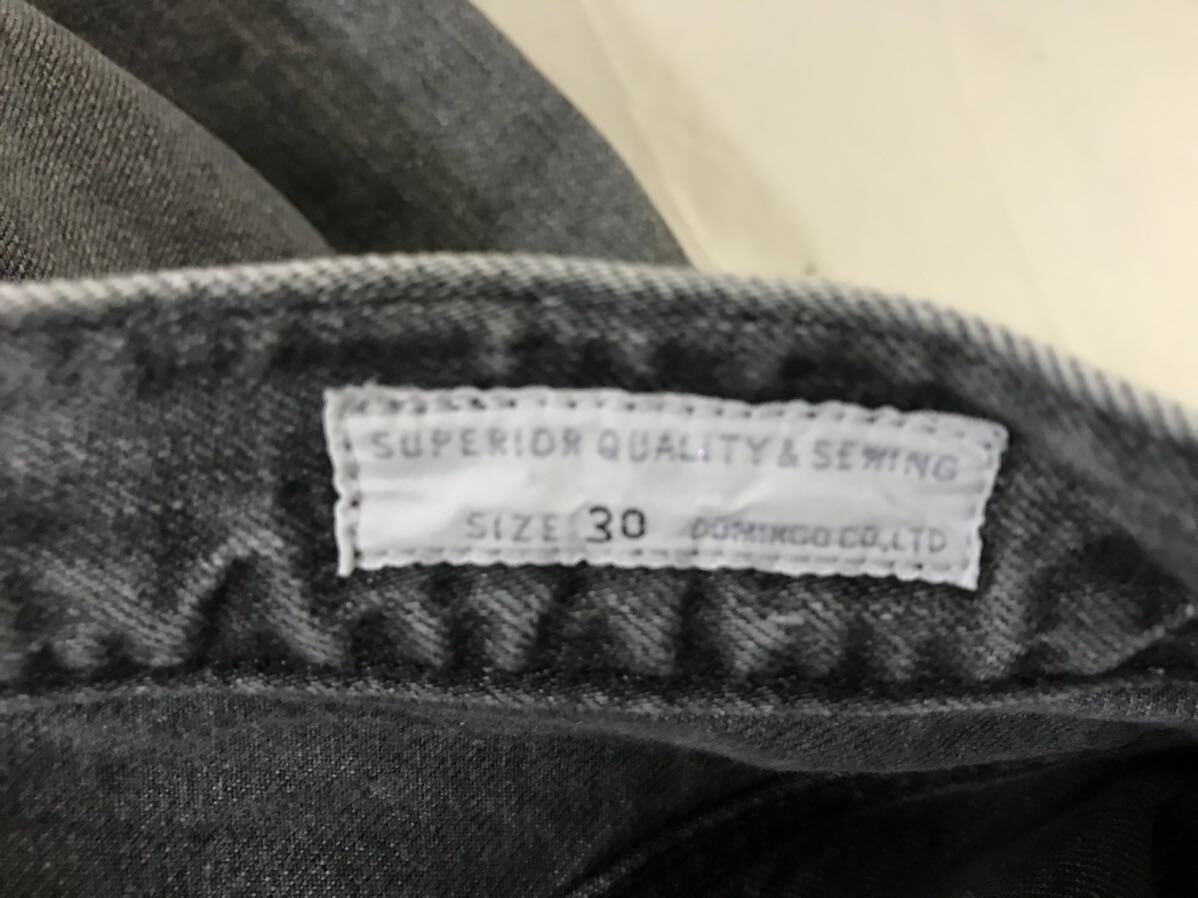 SUPERIOR QUALITY & SEWING
SIZE 30 DOMINGO CO.,LTD